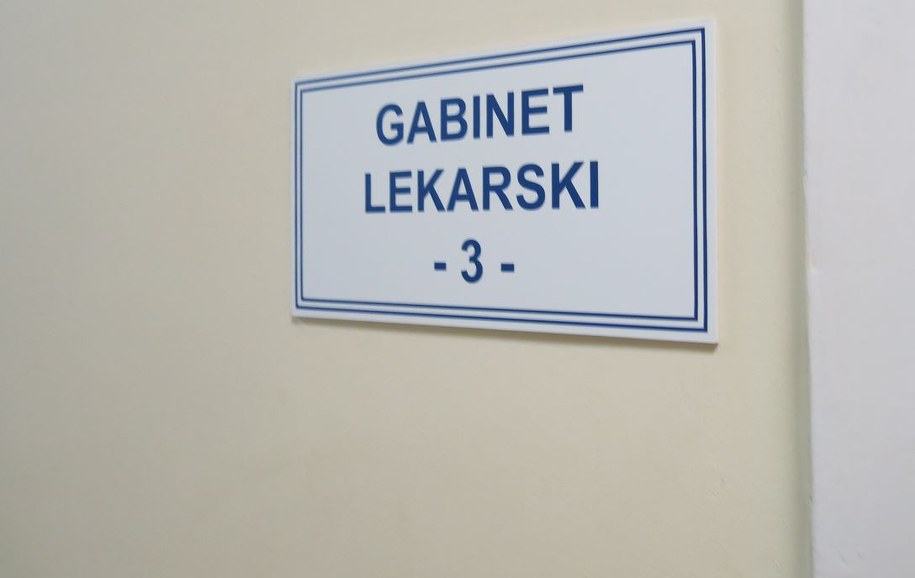 GABINET
LEKARSKI
- 3 -